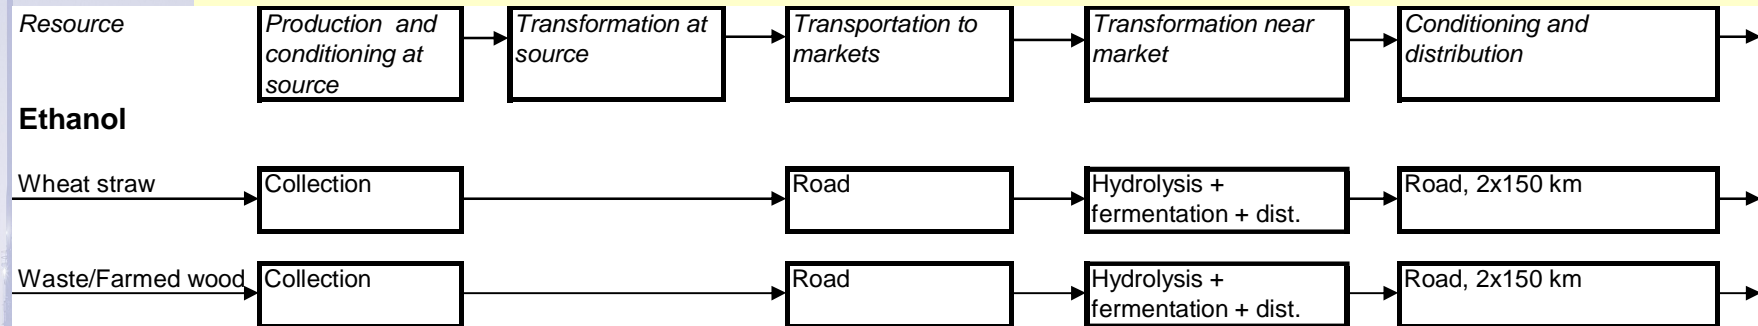 Resource
Production and
conditioning at
source
Transformation at
source
Transportation to
markets
Transformation near
market
Conditioning and
distribution
Ethanol
Wheat straw
Collection
Road
Hydrolysis +
fermentation + dist.
Road, 2x150 km
Waste/Farmed wood
Collection
Road
Hydrolysis +
fermentation + dist.
Road, 2x150 km